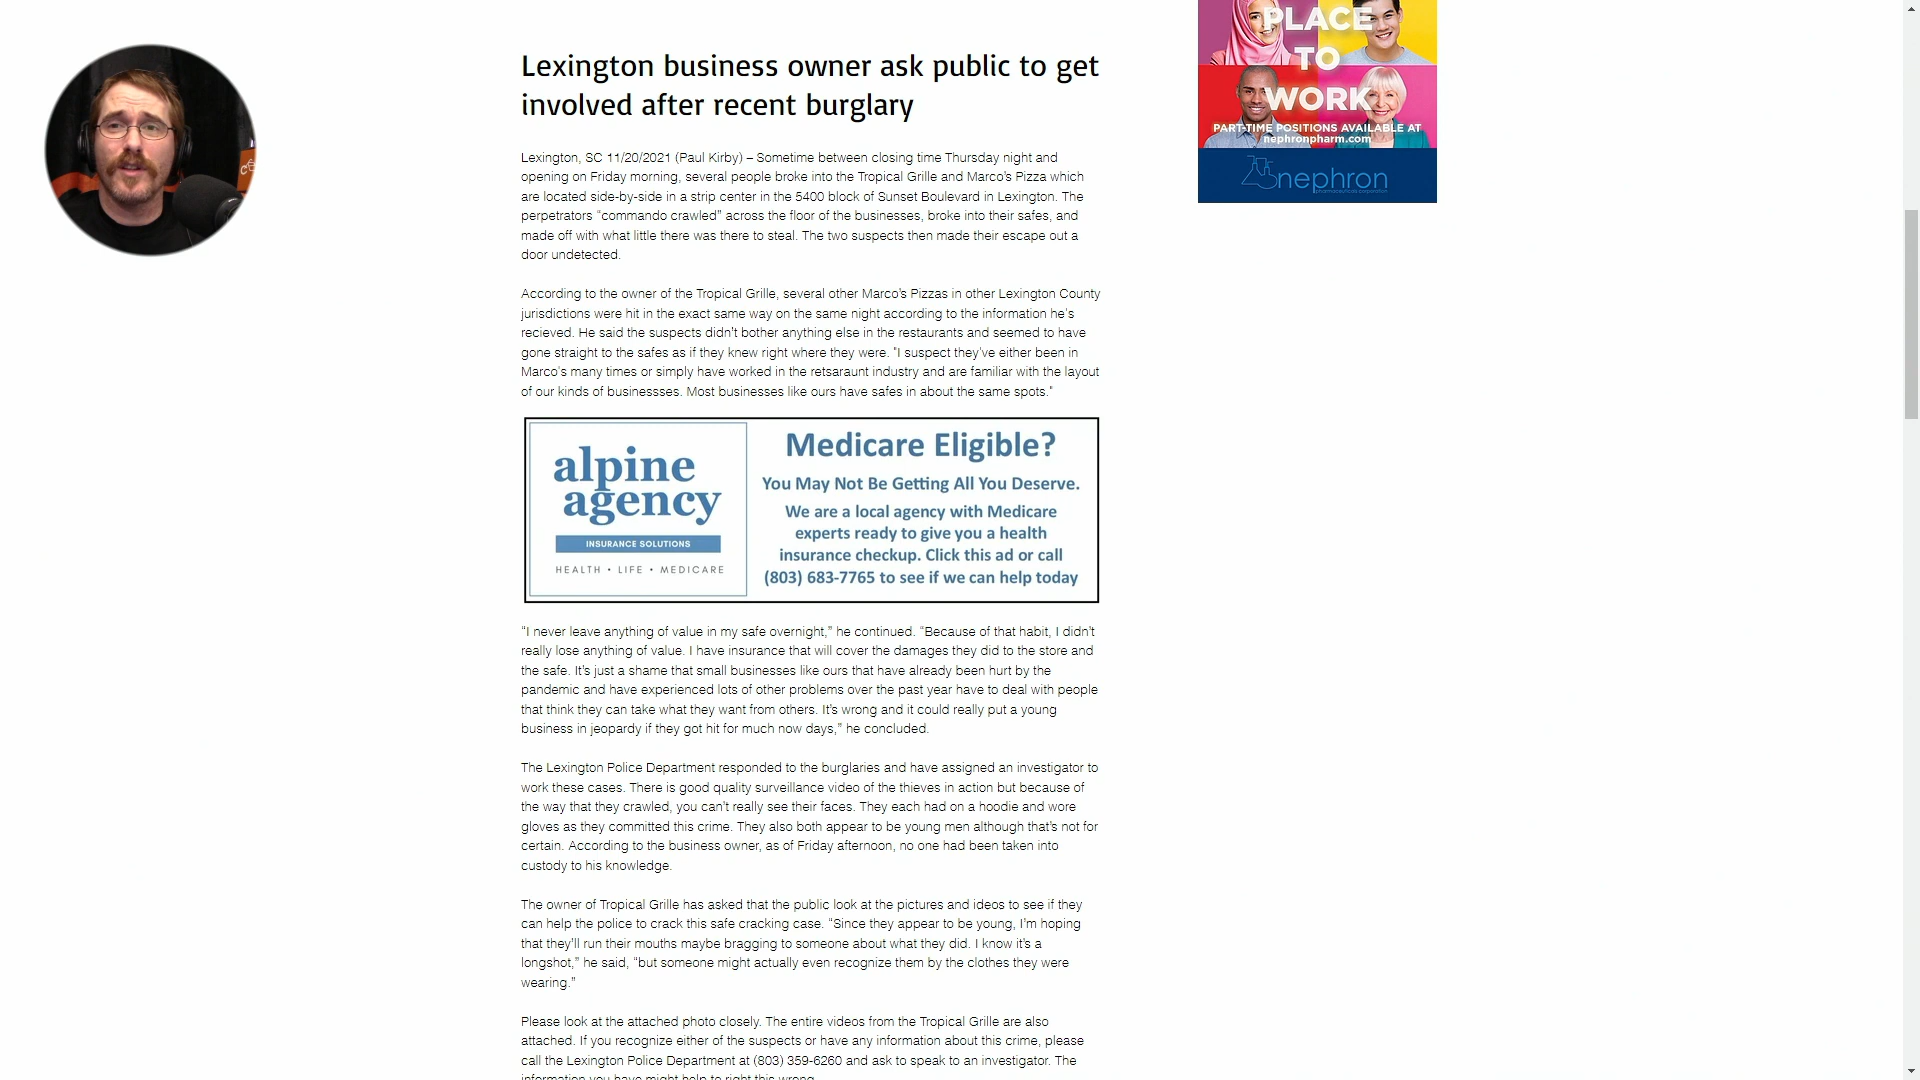 PLACE
TO
WORK
PART-TIME POSITIONS AVAILABLE AT
nephronpharm.com
nephron
pharmaceuticals corporation
Lexington business owner ask public to get
involved after recent burglary
Lexington, SC 11/20/2021 (Paul Kirby) – Sometime between closing time Thursday night and
opening on Friday morning, several people broke into the Tropical Grille and Marco’s Pizza which
are located side-by-side in a strip center in the 5400 block of Sunset Boulevard in Lexington. The
perpetrators “commando crawled” across the floor of the businesses, broke into their safes, and
made off with what little there was there to steal. The two suspects then made their escape out a
door undetected.
According to the owner of the Tropical Grille, several other Marco’s Pizzas in other Lexington County
jurisdictions were hit in the exact same way on the same night according to the information he's
recieved. He said the suspects didn’t bother anything else in the restaurants and seemed to have
gone straight to the safes as if they knew right where they were. "I suspect they've either been in
Marco's many times or simply have worked in the retsaraunt industry and are familiar with the layout
of our kinds of businessses. Most businesses like ours have safes in about the same spots."
alpine
agency
INSURANCE SOLUTIONS
HEALTH • LIFE • MEDICARE
Medicare Eligible?
You May Not Be Getting All You Deserve.
We are a local agency with Medicare
experts ready to give you a health
insurance checkup. Click this ad or call
(803) 683-7765 to see if we can help today
“I never leave anything of value in my safe overnight,” he continued. “Because of that habit, I didn’t
really lose anything of value. I have insurance that will cover the damages they did to the store and
the safe. It’s just a shame that small businesses like ours that have already been hurt by the
pandemic and have experienced lots of other problems over the past year have to deal with people
that think they can take what they want from others. It’s wrong and it could really put a young
business in jeopardy if they got hit for much now days,” he concluded.
The Lexington Police Department responded to the burglaries and have assigned an investigator to
work these cases. There is good quality surveillance video of the thieves in action but because of
the way that they crawled, you can’t really see their faces. They each had on a hoodie and wore
gloves as they committed this crime. They also both appear to be young men although that’s not for
certain. According to the business owner, as of Friday afternoon, no one had been taken into
custody to his knowledge.
The owner of Tropical Grille has asked that the public look at the pictures and ideos to see if they
can help the police to crack this safe cracking case. “Since they appear to be young, I’m hoping
that they’ll run their mouths maybe bragging to someone about what they did. I know it’s a
longshot,” he said, “but someone might actually even recognize them by the clothes they were
wearing.”
Please look at the attached photo closely. The entire videos from the Tropical Grille are also
attached. If you recognize either of the suspects or have any information about this crime, please
call the Lexington Police Department at (803) 359-6260 and ask to speak to an investigator. The
information you have might help to right this wrong.